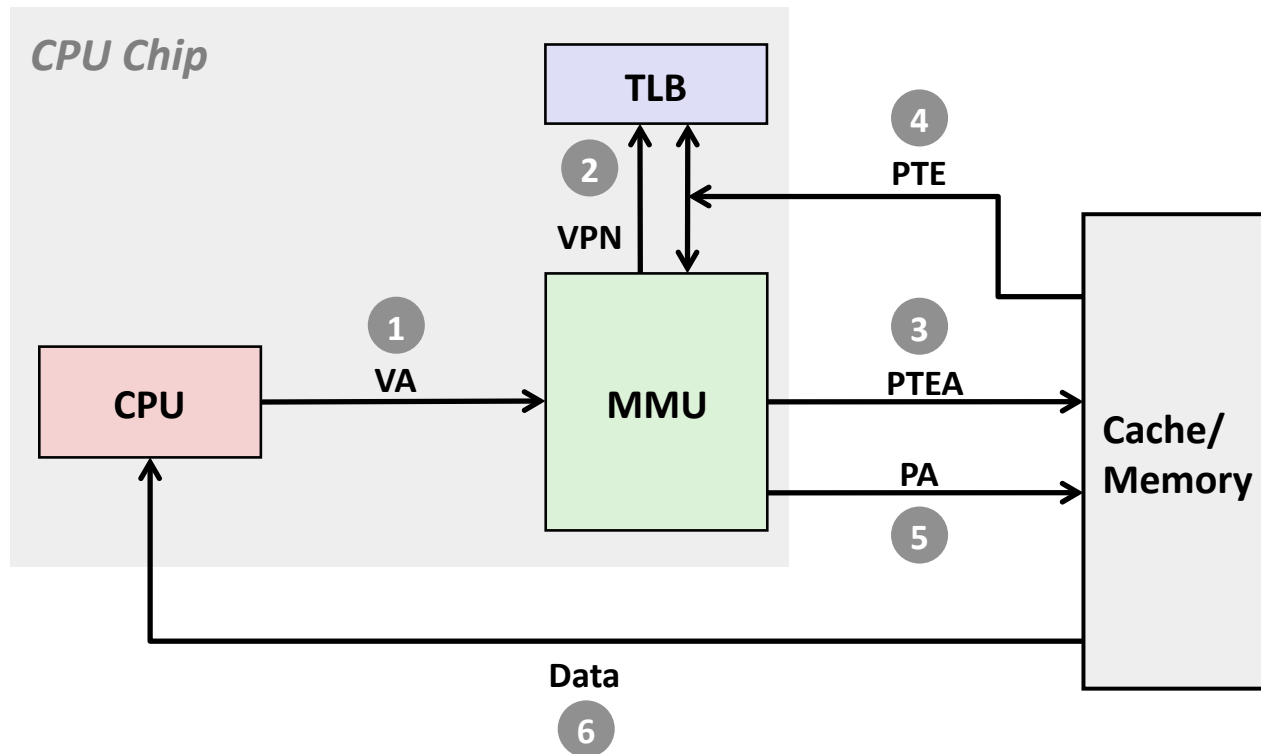 CPU Chip
TLB
4
PTE
2
VPN
1
VA
3
PTEA
CPU
MMU
Cache/
Memory
PA
5
Data
6